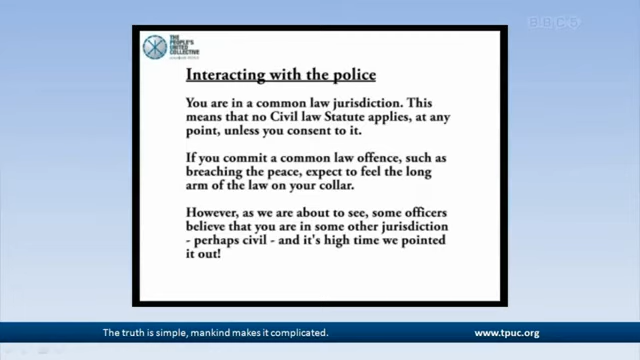 BBC5
THE
PEOPLE'S
UNITED
COLLECTIVE
Interacting with the police
You are in a common law jurisdiction. This
means that no Civil law Statute applies, at any
point, unless you consent to it.
If you commit a common law offence, such as
breaching the peace, expect to feel the long
arm of the law on your collar.
However, as we are about to see, some officers
believe that you are in some other jurisdiction
- perhaps civil - and it's high time we pointed
it out!
The truth is simple, mankind makes it complicated.
www.tpuc.org